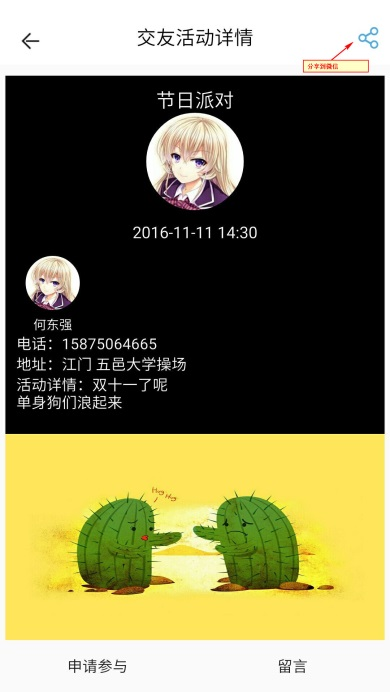 交友活动详情
分享到微信
节日派对
2016-11-11 14:30
何东强
电话：15875064665
地址：江门 五邑大学操场
活动详情：双十一了呢
单身狗们浪起来
HO HO
申请参与
留言